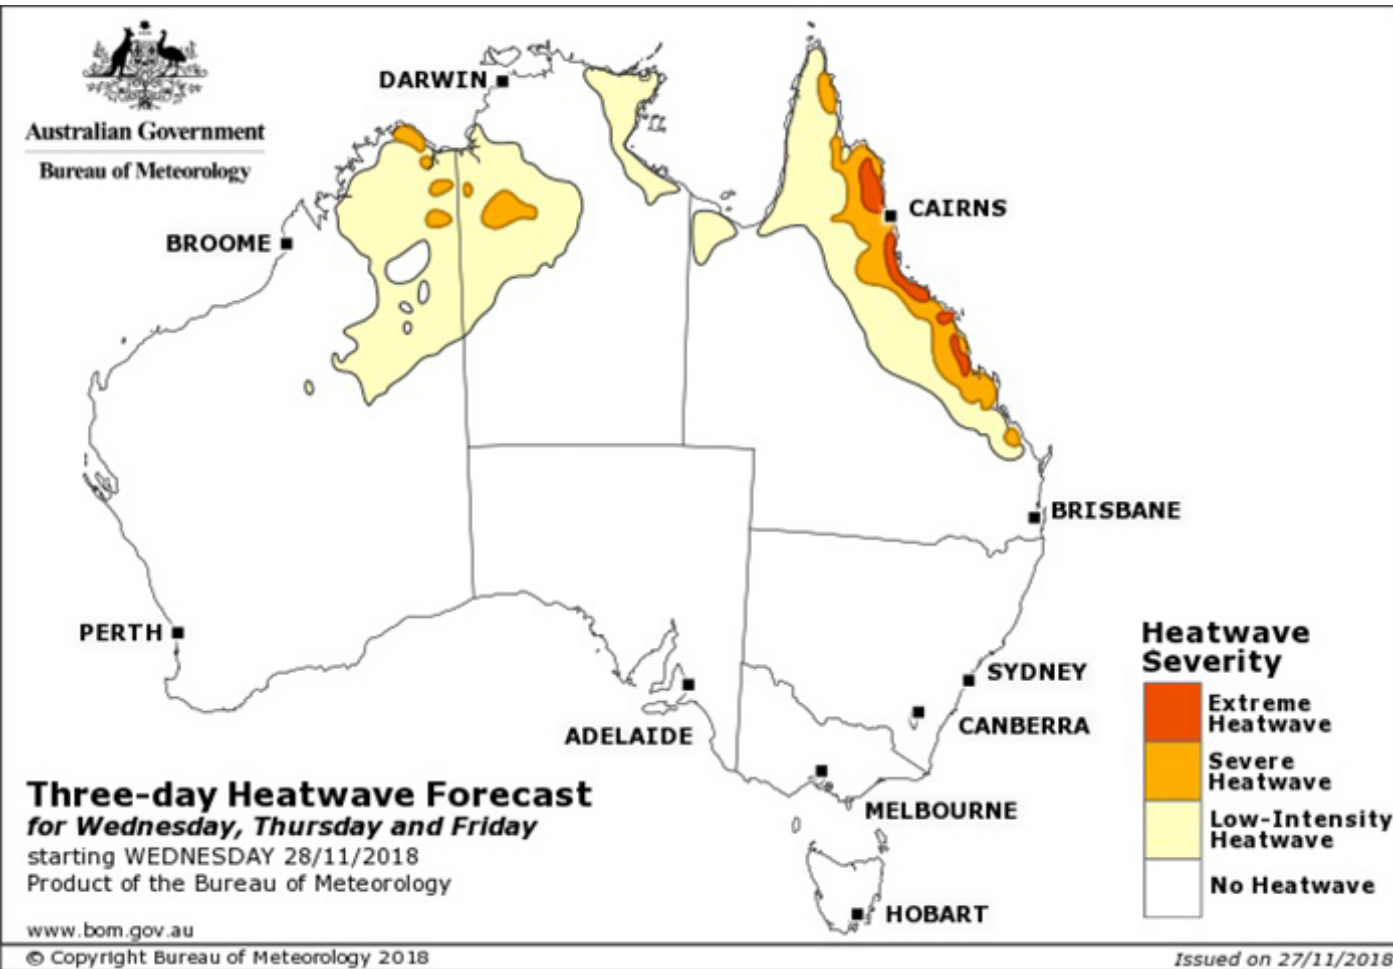 Australian Government
Bureau of Meteorology
DARWIN
BROOME
CAIRNS
BRISBANE
PERTH
SYDNEY
CANBERRA
ADELAIDE
MELBOURNE
HOBART
Heatwave
Severity
Extreme
Heatwave
Severe
Heatwave
Low-Intensity
Heatwave
No Heatwave
Three-day Heatwave Forecast
for Wednesday, Thursday and Friday
starting WEDNESDAY 28/11/2018
Product of the Bureau of Meteorology
www.bom.gov.au
© Copyright Bureau of Meteorology 2018
Issued on 27/11/2018